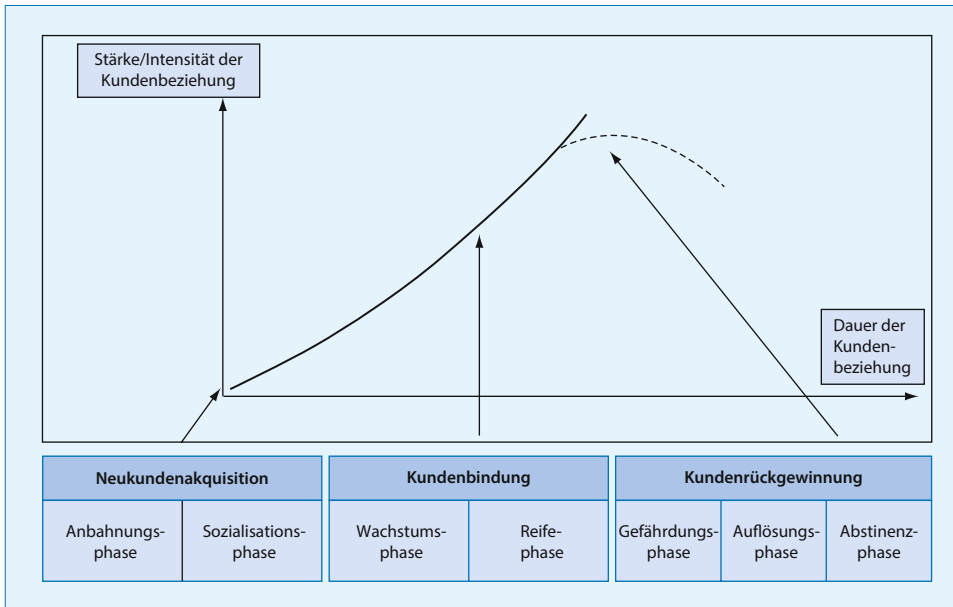 Stärke/Intensität der
Kundenbeziehung
Dauer der
Kunden-
beziehung
Neukundenakquisition
Kundenbindung
Kundenrückgewinnung
Anbahnungs-
phase
Sozialisations-
phase
Wachstums-
phase
Reife-
phase
Gefährdungs-
phase
Auflösungs-
phase
Abstinenz-
phase